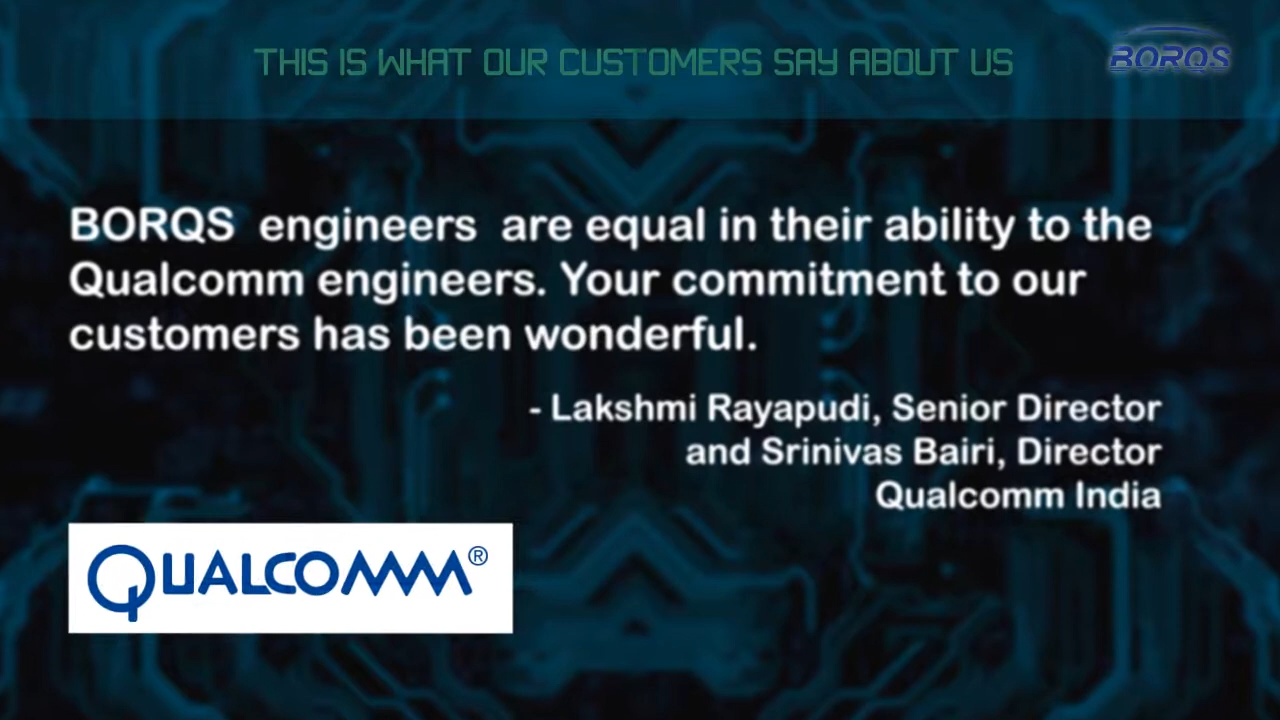 THIS IS WHAT OUR CUSTOMERS SAY ABOUT US
BORQS
BORQS engineers are equal in their ability to the
Qualcomm engineers. Your commitment to our
customers has been wonderful.
- Lakshmi Rayapudi, Senior Director
and Srinivas Bairi, Director
Qualcomm India
QUALCOMM®